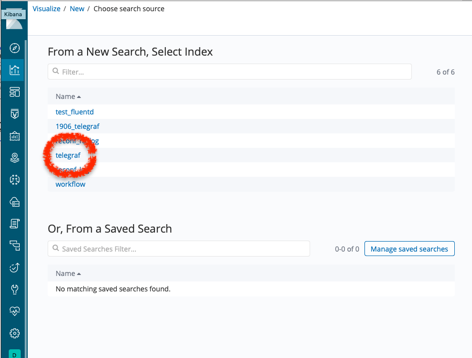 Kibana
Visualize / New / Choose search source
From a New Search, Select Index
Filter...
6 of 6
Name
test_fluentd
1906_telegraf
telegraf
workflow
Or, From a Saved Search
Saved Searches Filter...
0-0 of 0
Manage saved searches
Name
No matching saved searches found.
D